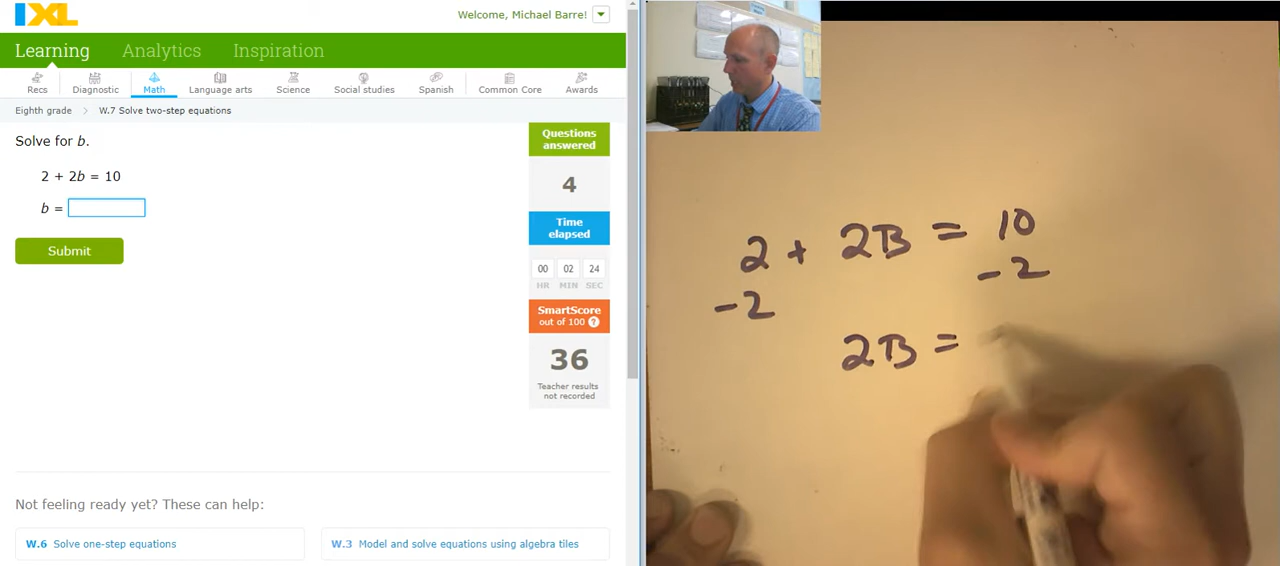 IXL
Welcome, Michael Barre!
Learning Analytics Inspiration
Recs Diagnostic Math Language arts Science Social studies Spanish Common Core Awards
Eighth grade > W.7 Solve two-step equations
Solve for b.
2 + 2b = 10
b =
Submit
Questions
answered
4
Time
elapsed
00 02 24
HR MIN SEC
SmartScore
out of 100 ?
36
Teacher results
not recorded
Not feeling ready yet? These can help:
W.6 Solve one-step equations
W.3 Model and solve equations using algebra tiles
2 + 2B = 10
-2 -2
2B =